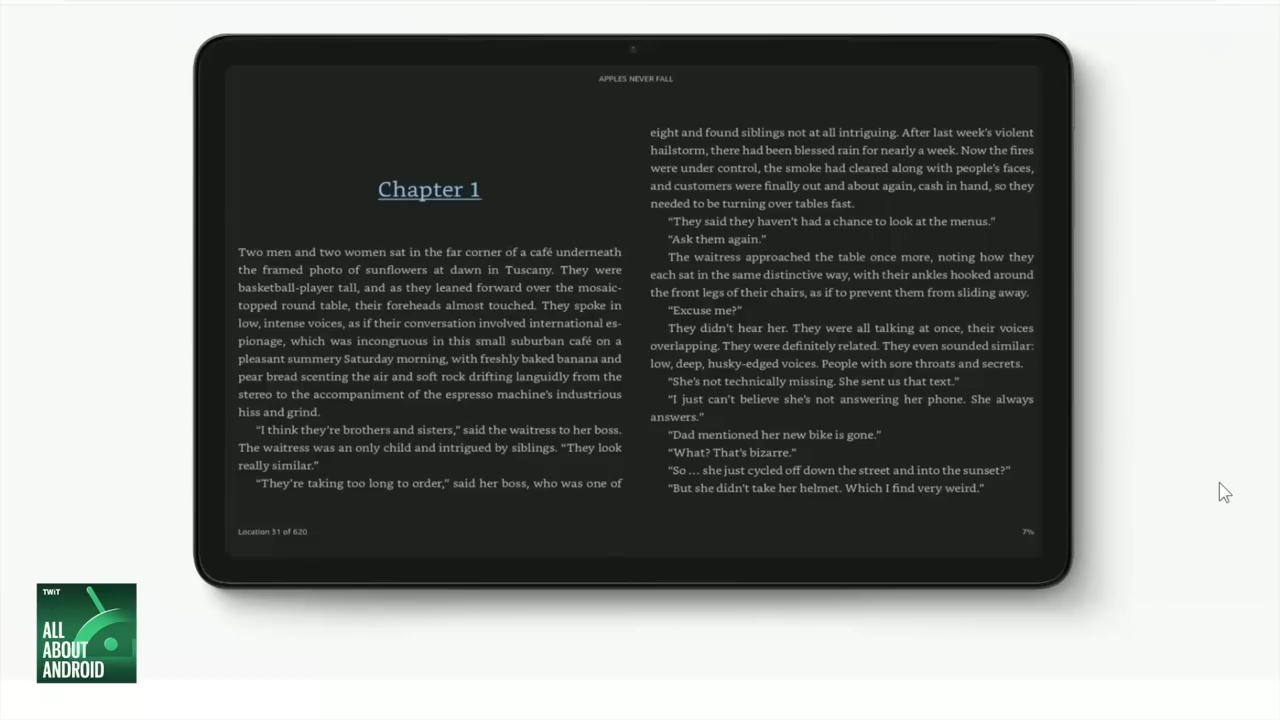 APPLES NEVER FALL
Chapter 1
Two men and two women sat in the far corner of a café underneath
the framed photo of sunflowers at dawn in Tuscany. They were
basketball-player tall, and as they leaned forward over the mosaic-
topped round table, their foreheads almost touched. They spoke in
low, intense voices, as if their conversation involved international es-
pionage, which was incongruous in this small suburban café on a
pleasant summery Saturday morning, with freshly baked banana and
pear bread scenting the air and soft rock drifting languidly from the
stereo to the accompaniment of the espresso machine’s industrious
hiss and grind.
“I think they’re brothers and sisters,” said the waitress to her boss.
The waitress was an only child and intrigued by siblings. “They look
really similar.”
“They’re taking too long to order,” said her boss, who was one of
eight and found siblings not at all intriguing. After last week’s violent
hailstorm, there had been blessed rain for nearly a week. Now the fires
were under control, the smoke had cleared along with people’s faces,
and customers were finally out and about again, cash in hand, so they
needed to be turning over tables fast.
“They said they haven’t had a chance to look at the menus.”
“Ask them again.”
The waitress approached the table once more, noting how they
each sat in the same distinctive way, with their ankles hooked around
the front legs of their chairs, as if to prevent them from sliding away.
“Excuse me?”
They didn’t hear her. They were all talking at once, their voices
overlapping. They were definitely related. They even sounded similar:
low, deep, husky-edged voices. People with sore throats and secrets.
“She’s not technically missing. She sent us that text.”
“I just can’t believe she’s not answering her phone. She always
answers.”
“Dad mentioned her new bike is gone.”
“What? That’s bizarre.”
“So … she just cycled off down the street and into the sunset?”
“But she didn’t take her helmet. Which I find very weird.”
Location 31 of 620
7%
TWiT
ALL
ABOUT
ANDROID